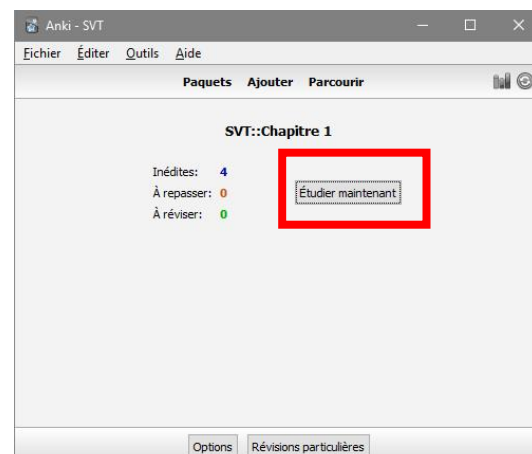 Anki - SVT
Fichier Éditer Outils Aide
Paquets Ajouter Parcourir
SVT::Chapitre 1
Inédites: 4
À repasser: 0
Étudier maintenant
À réviser: 0
Options Révisions particulières